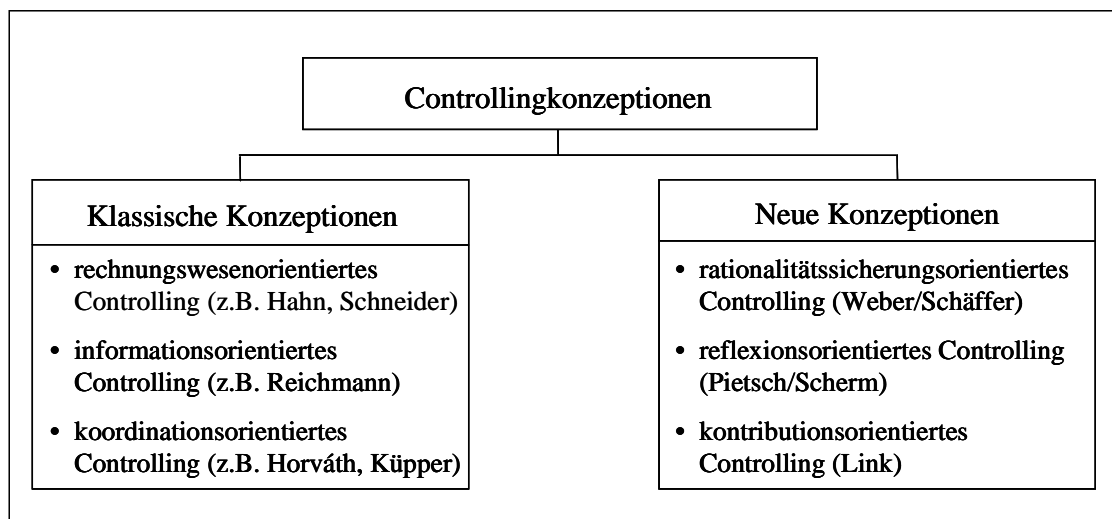 Controllingkonzeptionen
Klassische Konzeptionen
• rechnungswesenorientiertes
Controlling (z.B. Hahn, Schneider)
• informationsorientiertes
Controlling (z.B. Reichmann)
• koordinationsorientiertes
Controlling (z.B. Horváth, Küpper)
Neue Konzeptionen
• rationalitätssicherungsorientiertes
Controlling (Weber/Schäffer)
• reflexionsorientiertes Controlling
(Pietsch/Scherm)
• kontributionsorientiertes
Controlling (Link)